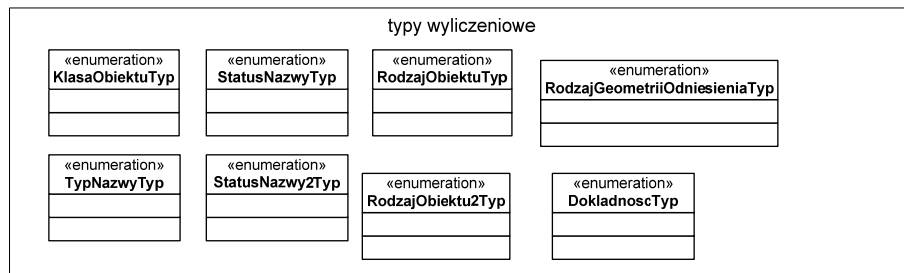 typy wyliczeniowe
«enumeration»
KlasaObiektuTyp
«enumeration»
StatusNazwyTyp
«enumeration»
RodzajObiektuTyp
«enumeration»
RodzajGeometriiOdniesieniaTyp
«enumeration»
TypNazwyTyp
«enumeration»
StatusNazwy2Typ
«enumeration»
RodzajObiektu2Typ
«enumeration»
DokladnoscTyp